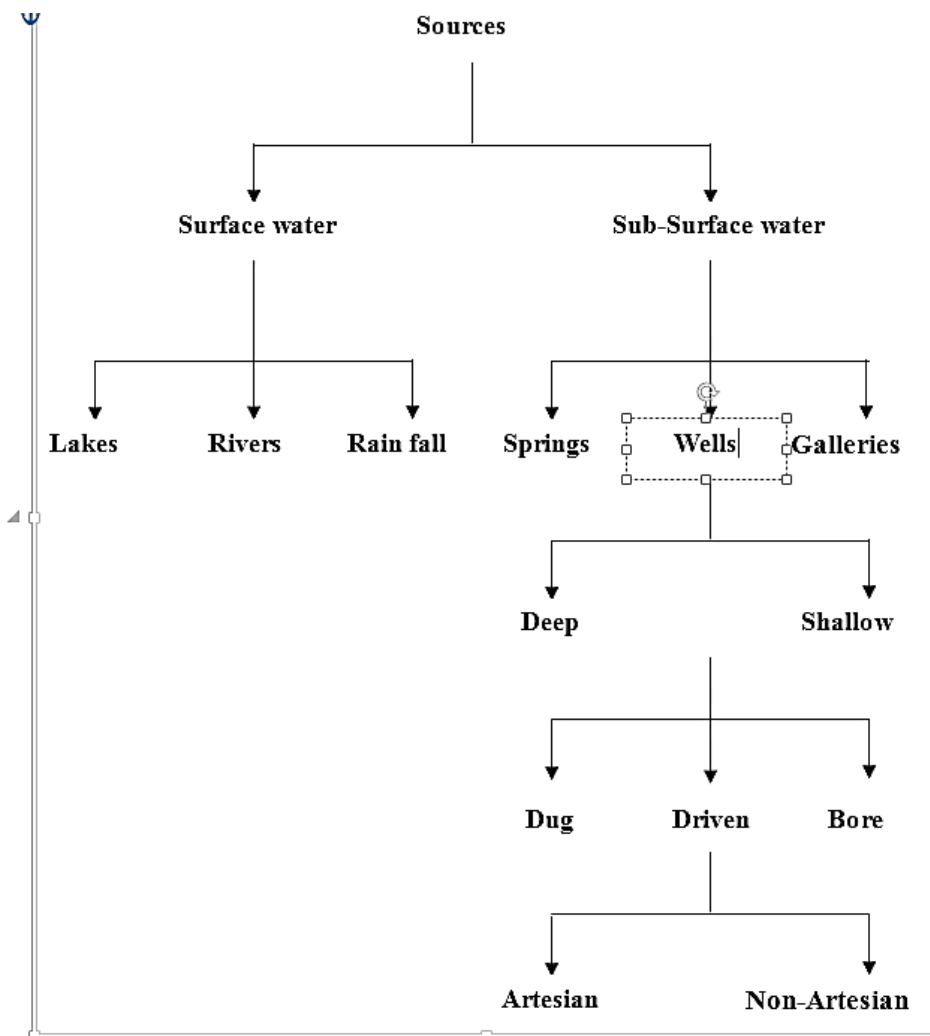 Sources
Surface water Sub-Surface water
Lakes Rivers Rain fall Springs Wells Galleries
Deep Shallow
Dug Driven Bore
Artesian Non-Artesian